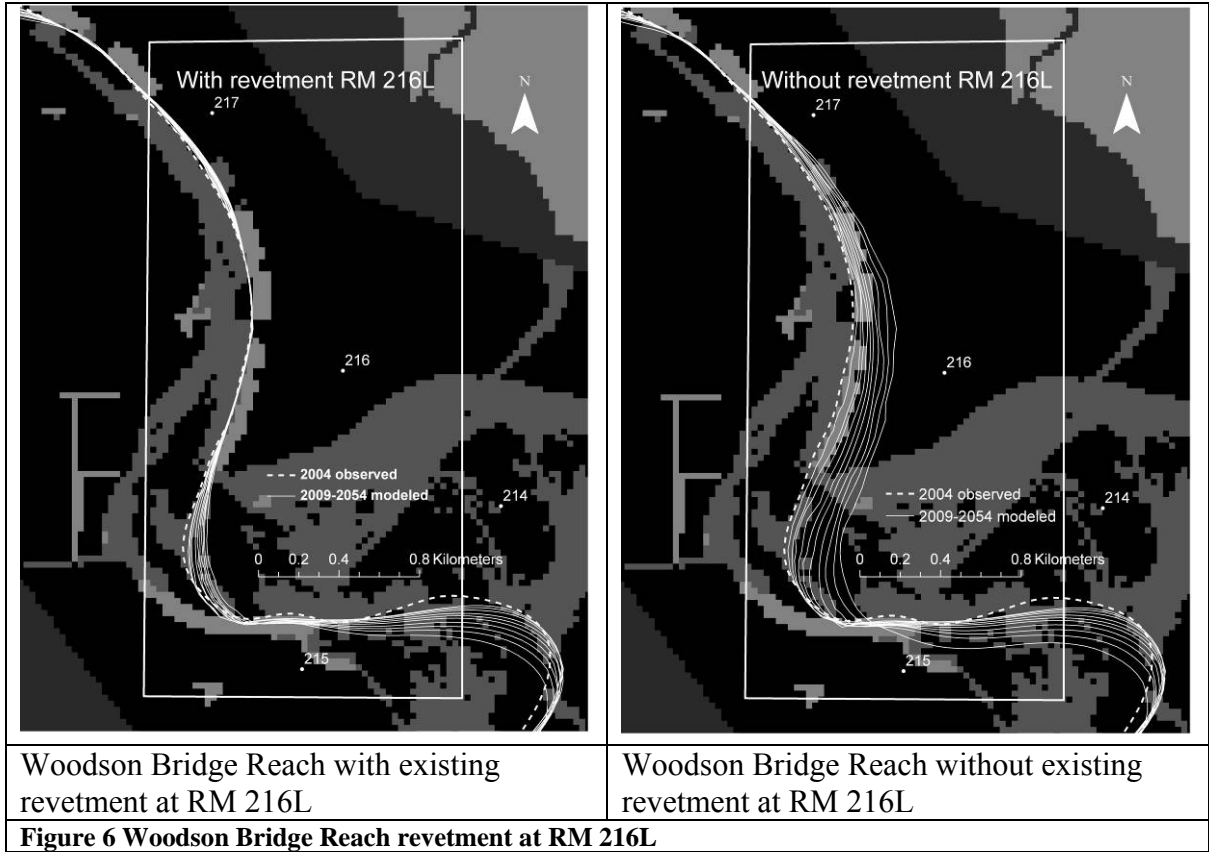 With revetment RM 216L
N
217
216
2004 observed
2009-2054 modeled
214
0 0.2 0.4 0.8 Kilometers
215
Without revetment RM 216L
N
217
216
2004 observed
2009-2054 modeled
214
0 0.2 0.4 0.8 Kilometers
215
Woodson Bridge Reach with existing
revetment at RM 216L
Woodson Bridge Reach without existing
revetment at RM 216L
Figure 6 Woodson Bridge Reach revetment at RM 216L